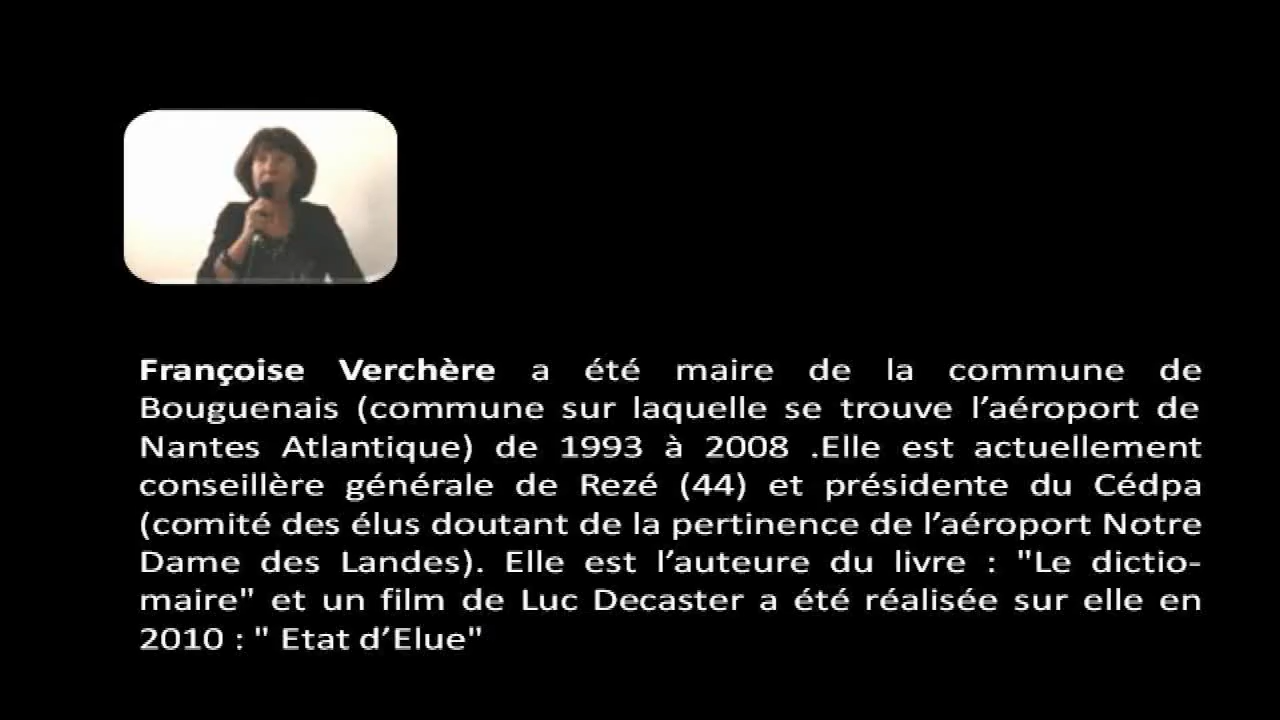 Françoise Verchère a été maire de la commune de
Bouguenais (commune sur laquelle se trouve l’aéroport de
Nantes Atlantique) de 1993 à 2008 .Elle est actuellement
conseillère générale de Rezé (44) et présidente du Cédpa
(comité des élus doutant de la pertinence de l’aéroport Notre
Dame des Landes). Elle est l’auteure du livre : "Le dictio-
maire" et un film de Luc Decaster a été réalisée sur elle en
2010 : " Etat d’Elue"